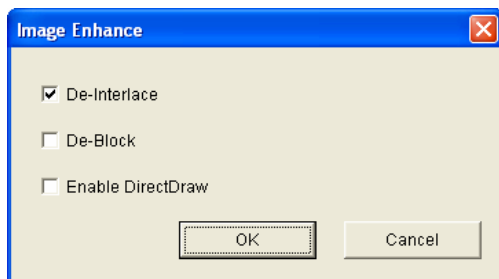 Image Enhance
De-Interlace
De-Block
Enable DirectDraw
OK Cancel